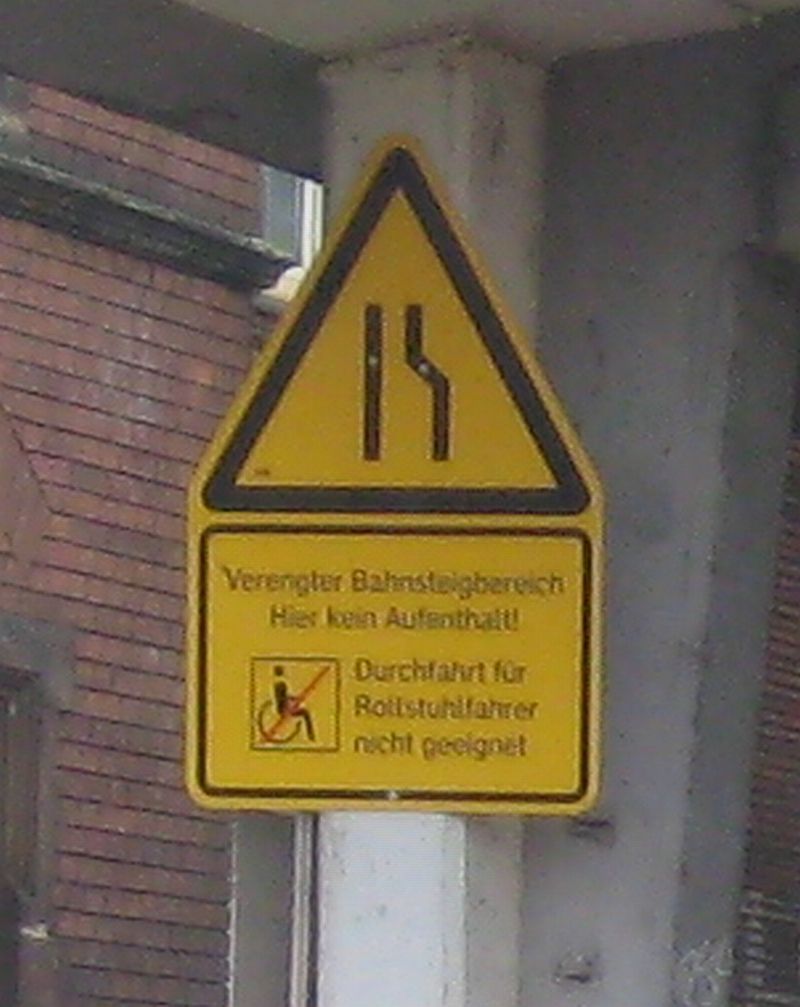 Verengter Bahnsteigbereich
Hier kein Aufenthalt!
Durchfahrt für
Rollstuhlfahrer
nicht geeignet